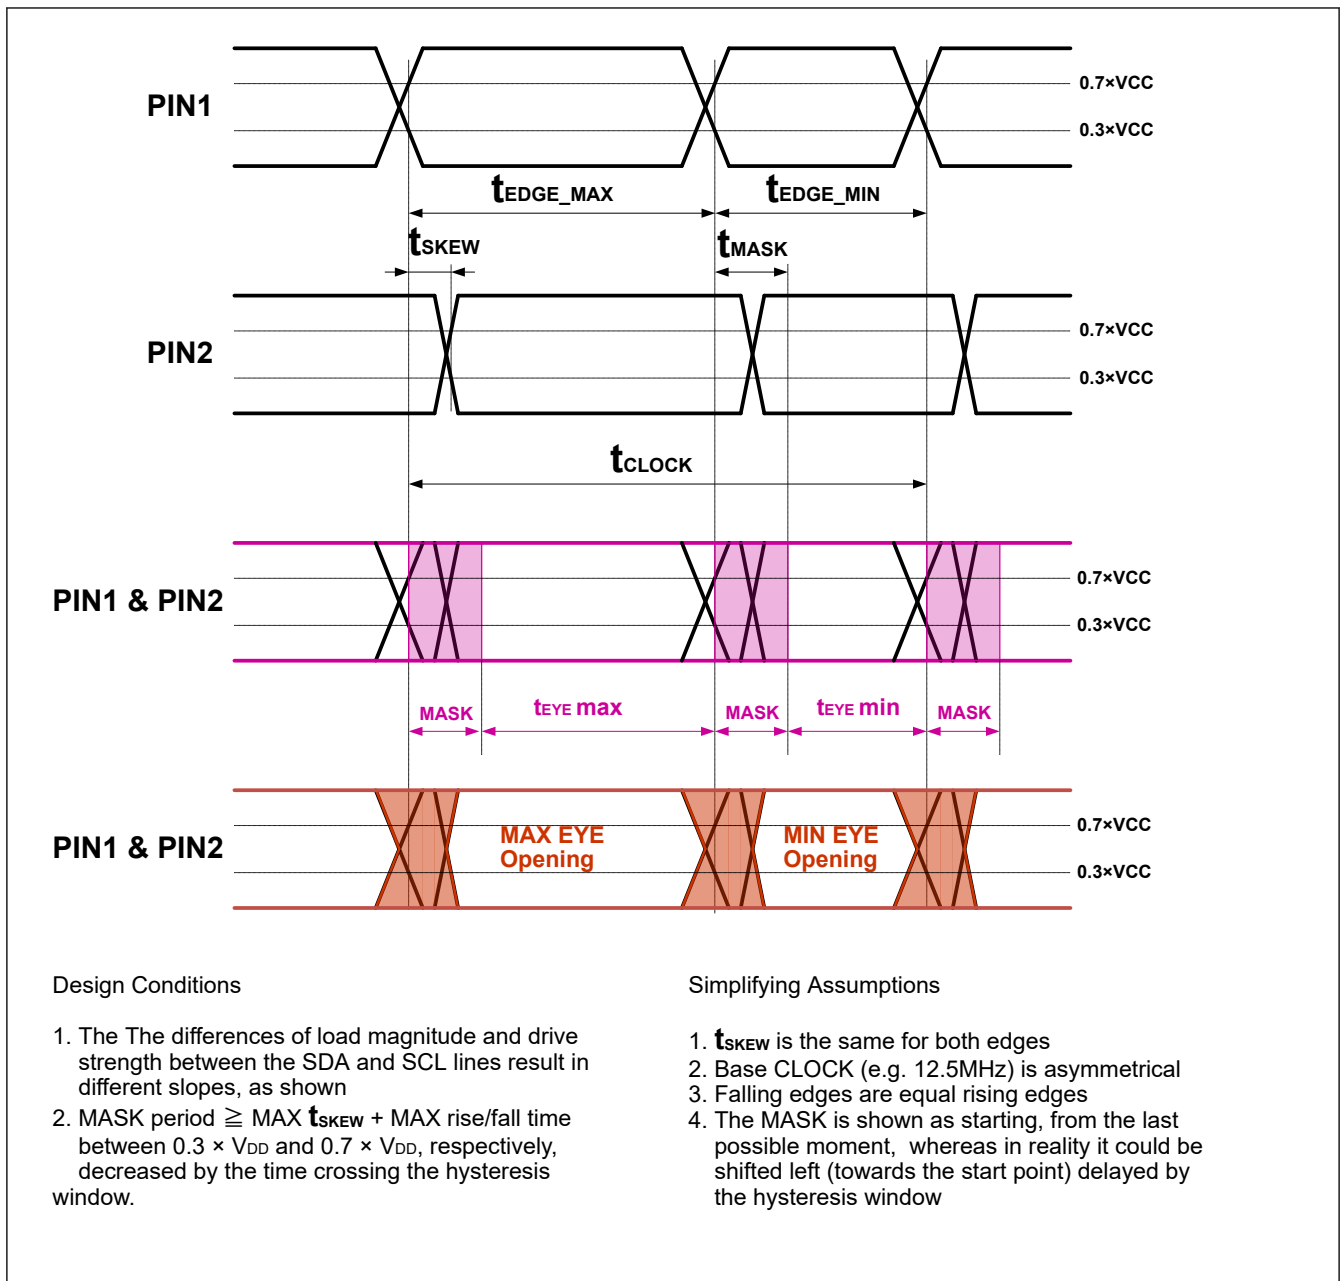 PIN1
0.7×VCC
0.3×VCC
tEDGE_MAX
tEDGE_MIN
tSKEW
tMASK
PIN2
0.7×VCC
0.3×VCC
tCLOCK
PIN1 & PIN2
0.7×VCC
0.3×VCC
MASK
tEYE max
MASK
tEYE min
MASK
PIN1 & PIN2
MAX EYE
Opening
MIN EYE
Opening
0.7×VCC
0.3×VCC
Design Conditions
1. The The differences of load magnitude and drive
strength between the SDA and SCL lines result in
different slopes, as shown
2. MASK period ≧ MAX tSKEW + MAX rise/fall time
between 0.3 × VDD and 0.7 × VDD, respectively,
decreased by the time crossing the hysteresis
window.
Simplifying Assumptions
1. tSKEW is the same for both edges
2. Base CLOCK (e.g. 12.5MHz) is asymmetrical
3. Falling edges are equal rising edges
4. The MASK is shown as starting, from the last
possible moment, whereas in reality it could be
shifted left (towards the start point) delayed by
the hysteresis window